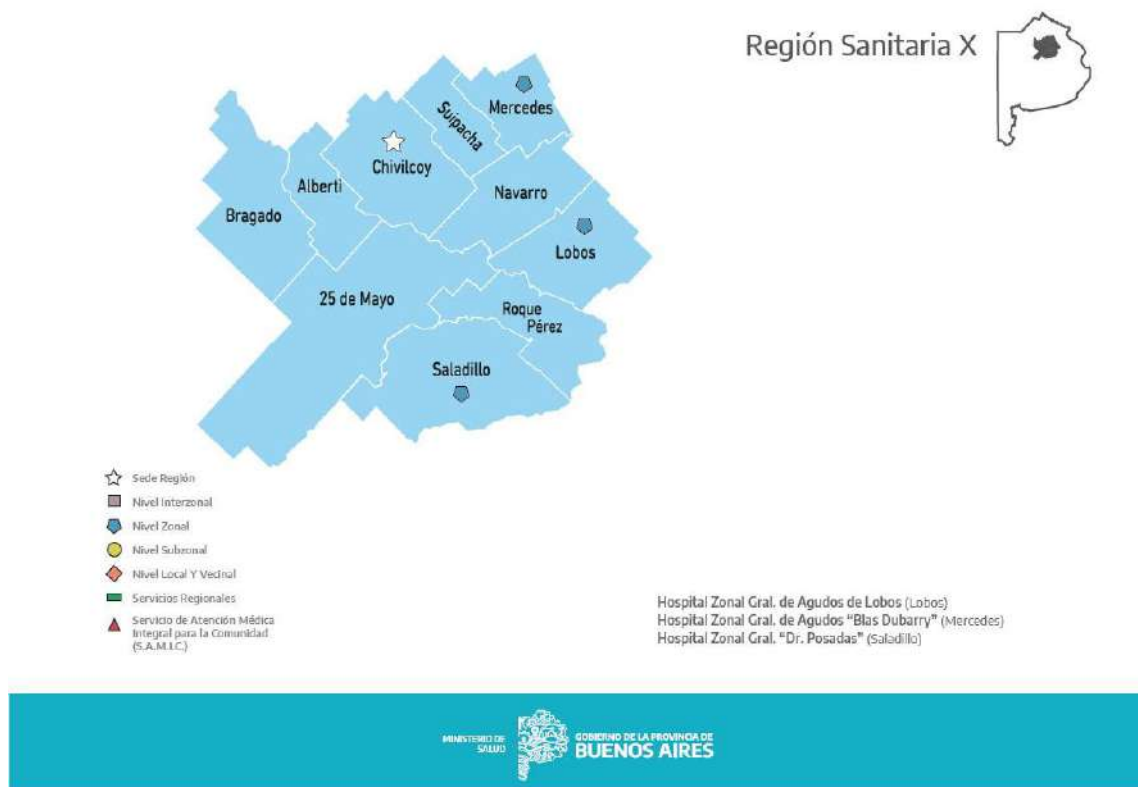 Región Sanitaria X
Mercedes
Suipacha
Chivilcoy
Alberti
Navarro
Bragado
Lobos
25 de Mayo
Roque
Pérez
Saladillo
Sede Región
Nivel Interzonal
Nivel Zonal
Nivel Subzonal
Nivel Local Y Vecinal
Servicios Regionales
Servicio de Atención Médica
Integral para la Comunidad
(S.A.M.I.C.)
Hospital Zonal Gral. de Agudos de Lobos (Lobos)
Hospital Zonal Gral. de Agudos “Blas Dubarry” (Mercedes)
Hospital Zonal Gral. “Dr. Posadas” (Saladillo)
MINISTERIO DE
SALUD
GOBIERNO DE LA PROVINCIA DE
BUENOS AIRES